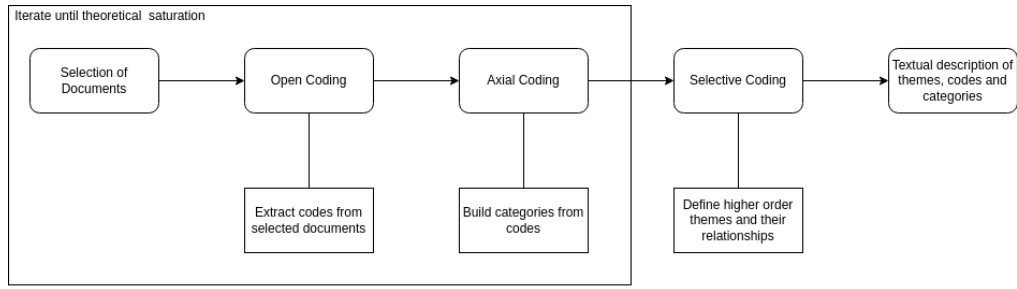 Iterate until theoretical  saturation
Selection of
Documents
Open Coding
Axial Coding
Selective Coding
Textual description of
themes, codes and
categories
Extract codes from
selected documents
Build categories from
codes
Define higher order
themes and their
relationships